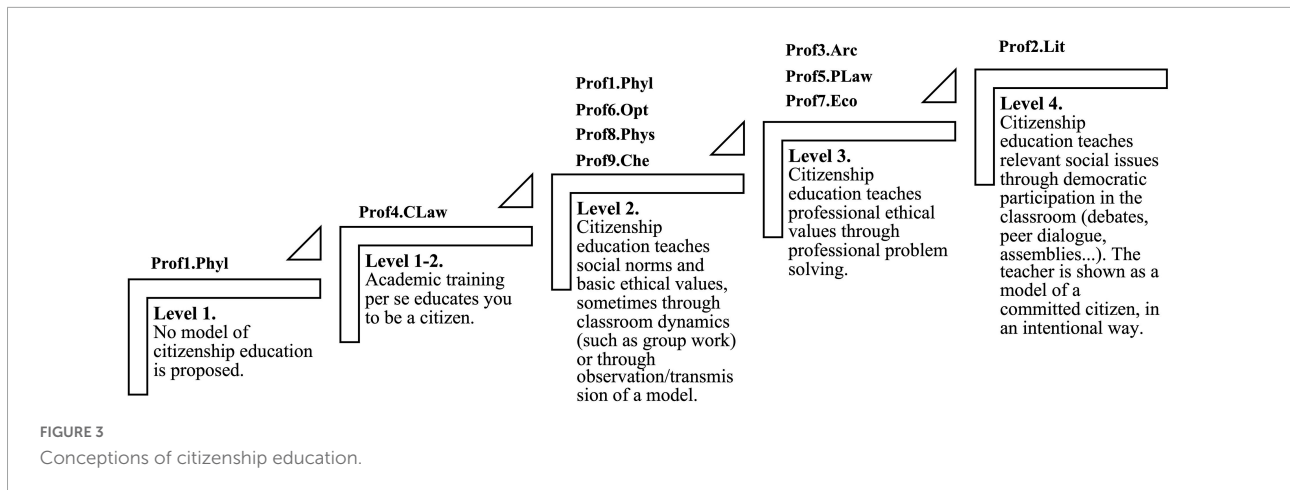 Prof1.Phyl
Level 1.
No model of
citizenship education
is proposed.
Prof4.CLaw
Level 1-2.
Academic training
per se educates you
to be a citizen.
Prof1.Phyl
Prof6.Opt
Prof8.Phys
Prof9.Che
Level 2.
Citizenship
education teaches
social norms and
basic ethical values,
sometimes through
classroom dynamics
(such as group work)
or through
observation/transmis
sion of a model.
Prof3.Arc
Prof5.PLaw
Prof7.Eco
Level 3.
Citizenship
education teaches
professional ethical
values through
professional problem
solving.
Prof2.Lit
Level 4.
Citizenship
education teaches
relevant social issues
through democratic
participation in the
classroom (debates,
peer dialogue,
assemblies...). The
teacher is shown as a
model of a
committed citizen, in
an intentional way.
FIGURE 3
Conceptions of citizenship education.